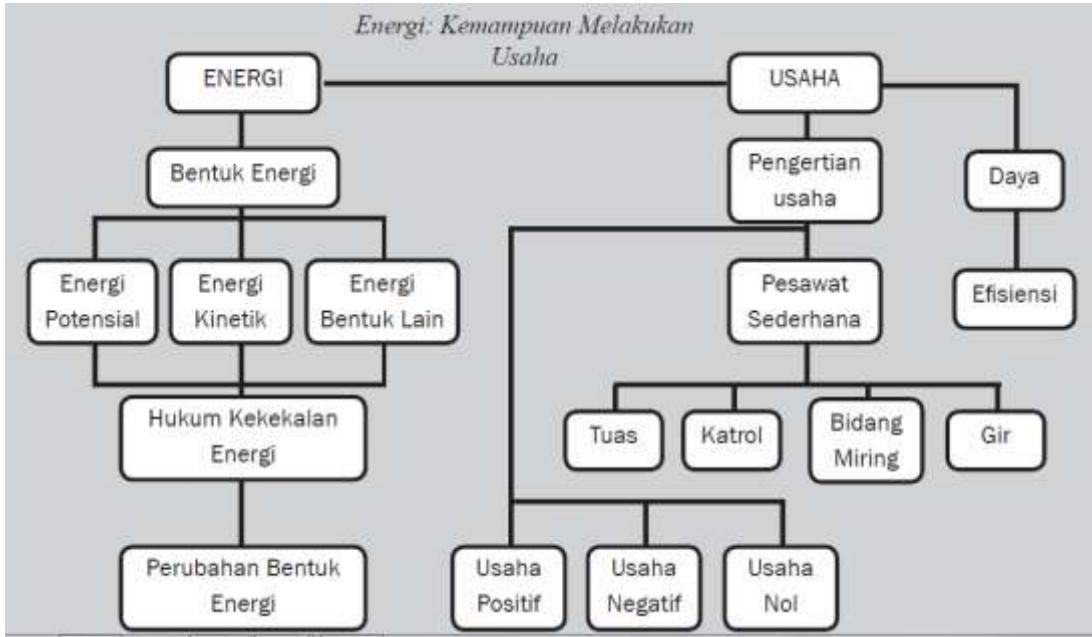 Energi: Kemampuan Melakukan
Usaha
ENERGI
USAHA
Bentuk Energi
Pengertian
usaha
Daya
Energi
Potensial
Energi
Kinetik
Energi
Bentuk Lain
Pesawat
Sederhana
Efisiensi
Hukum Kekekalan
Energi
Tuas
Katrol
Bidang
Miring
Gir
Perubahan Bentuk
Energi
Usaha
Positif
Usaha
Negatif
Usaha
Nol